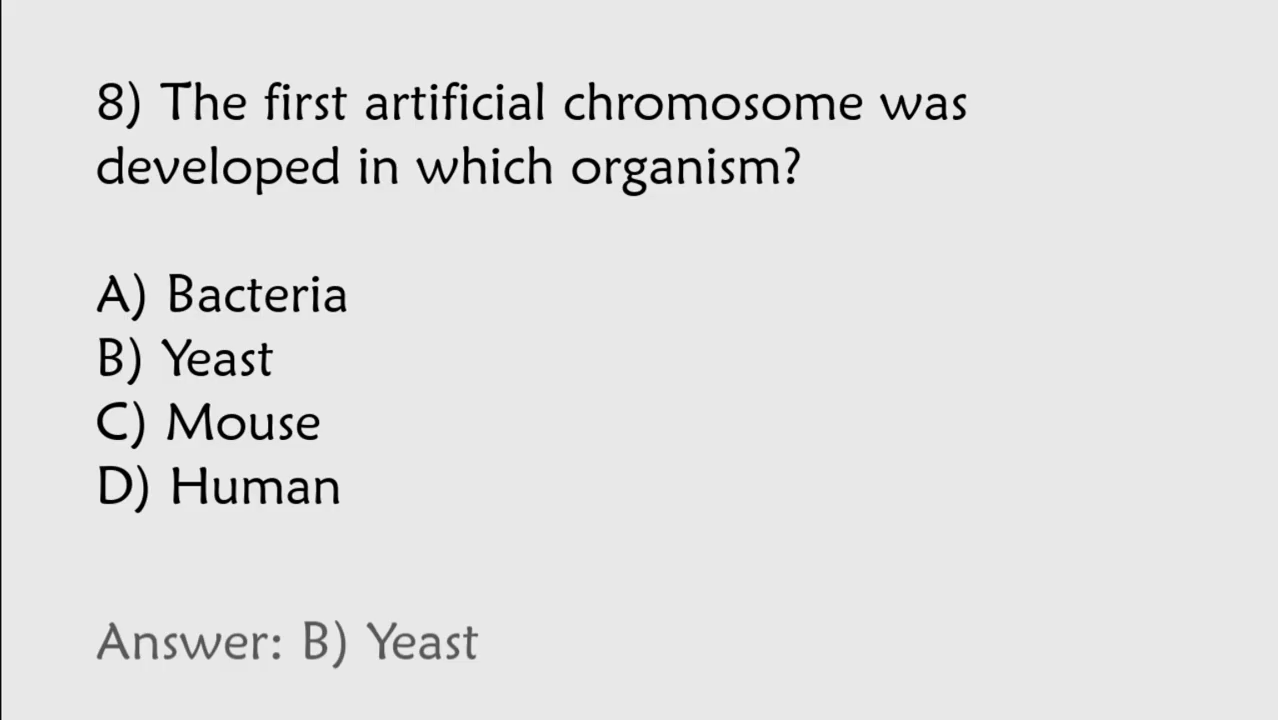 8) The first artificial chromosome was
developed in which organism?
A) Bacteria
B) Yeast
C) Mouse
D) Human
Answer: B) Yeast